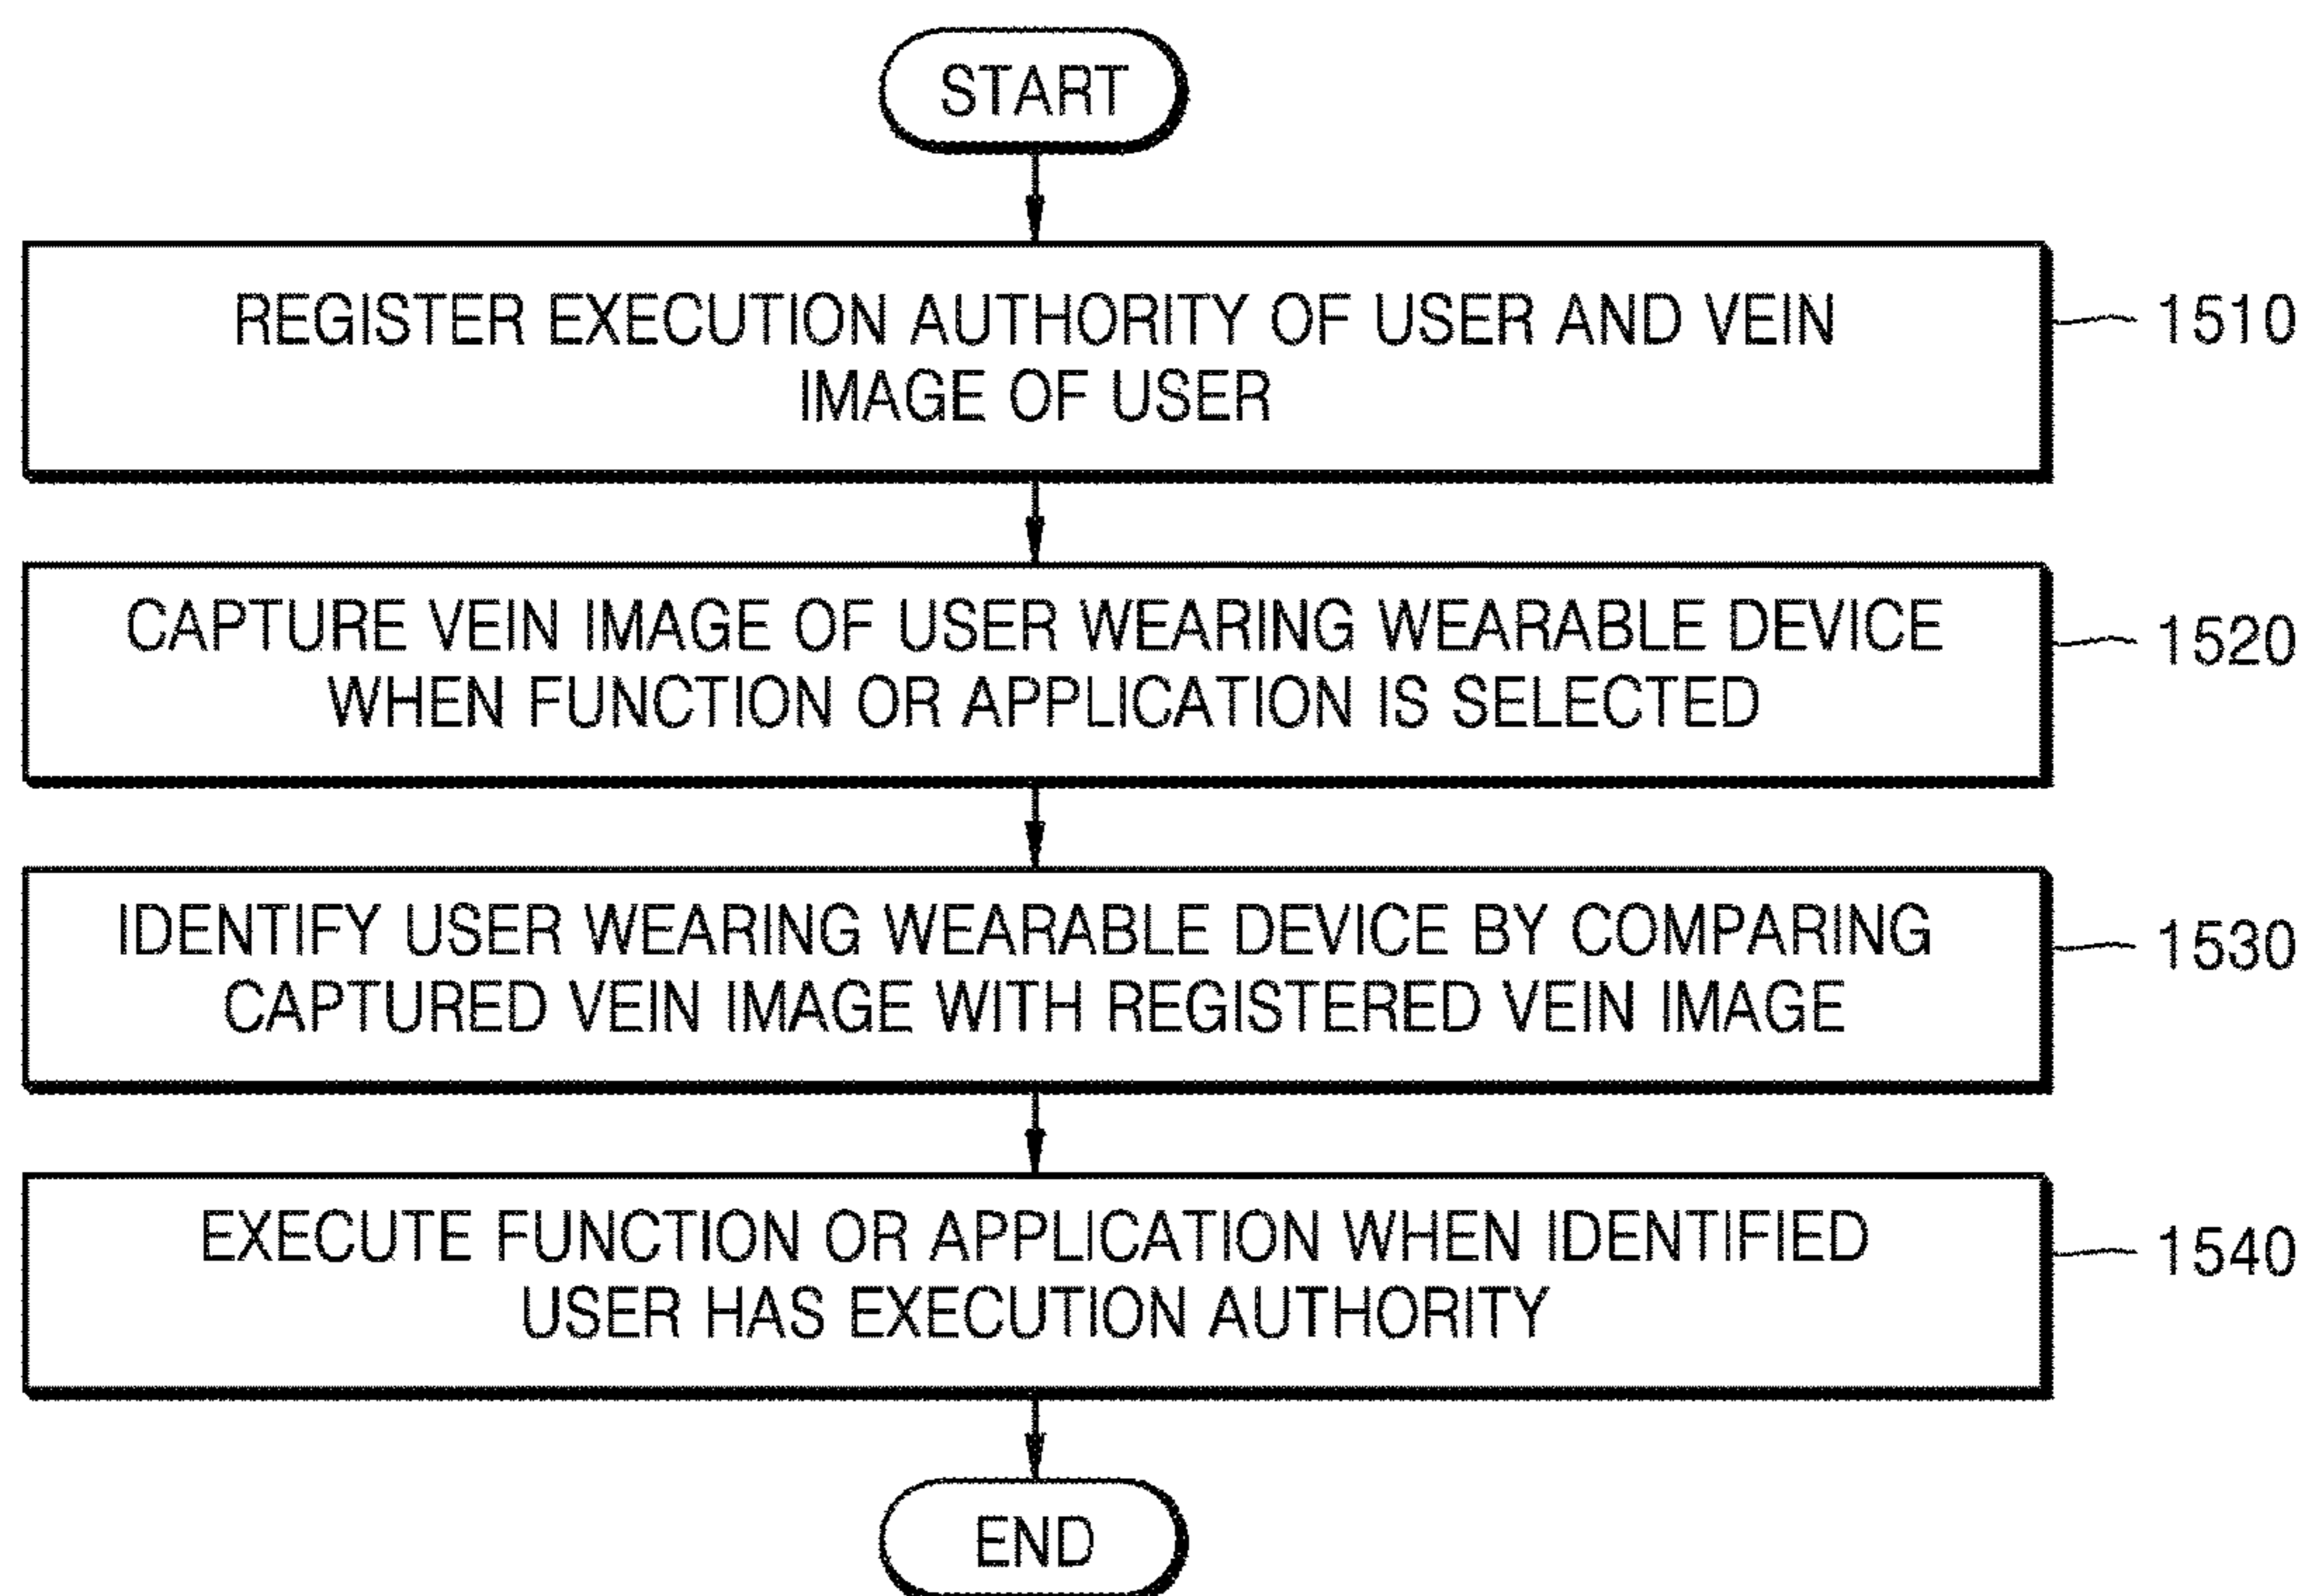 START
REGISTER EXECUTION AUTHORITY OF USER AND VEIN
IMAGE OF USER
1510
CAPTURE VEIN IMAGE OF USER WEARING WEARABLE DEVICE
WHEN FUNCTION OR APPLICATION IS SELECTED
1520
IDENTIFY USER WEARING WEARABLE DEVICE BY COMPARING
CAPTURED VEIN IMAGE WITH REGISTERED VEIN IMAGE
1530
EXECUTE FUNCTION OR APPLICATION WHEN IDENTIFIED
USER HAS EXECUTION AUTHORITY
1540
END